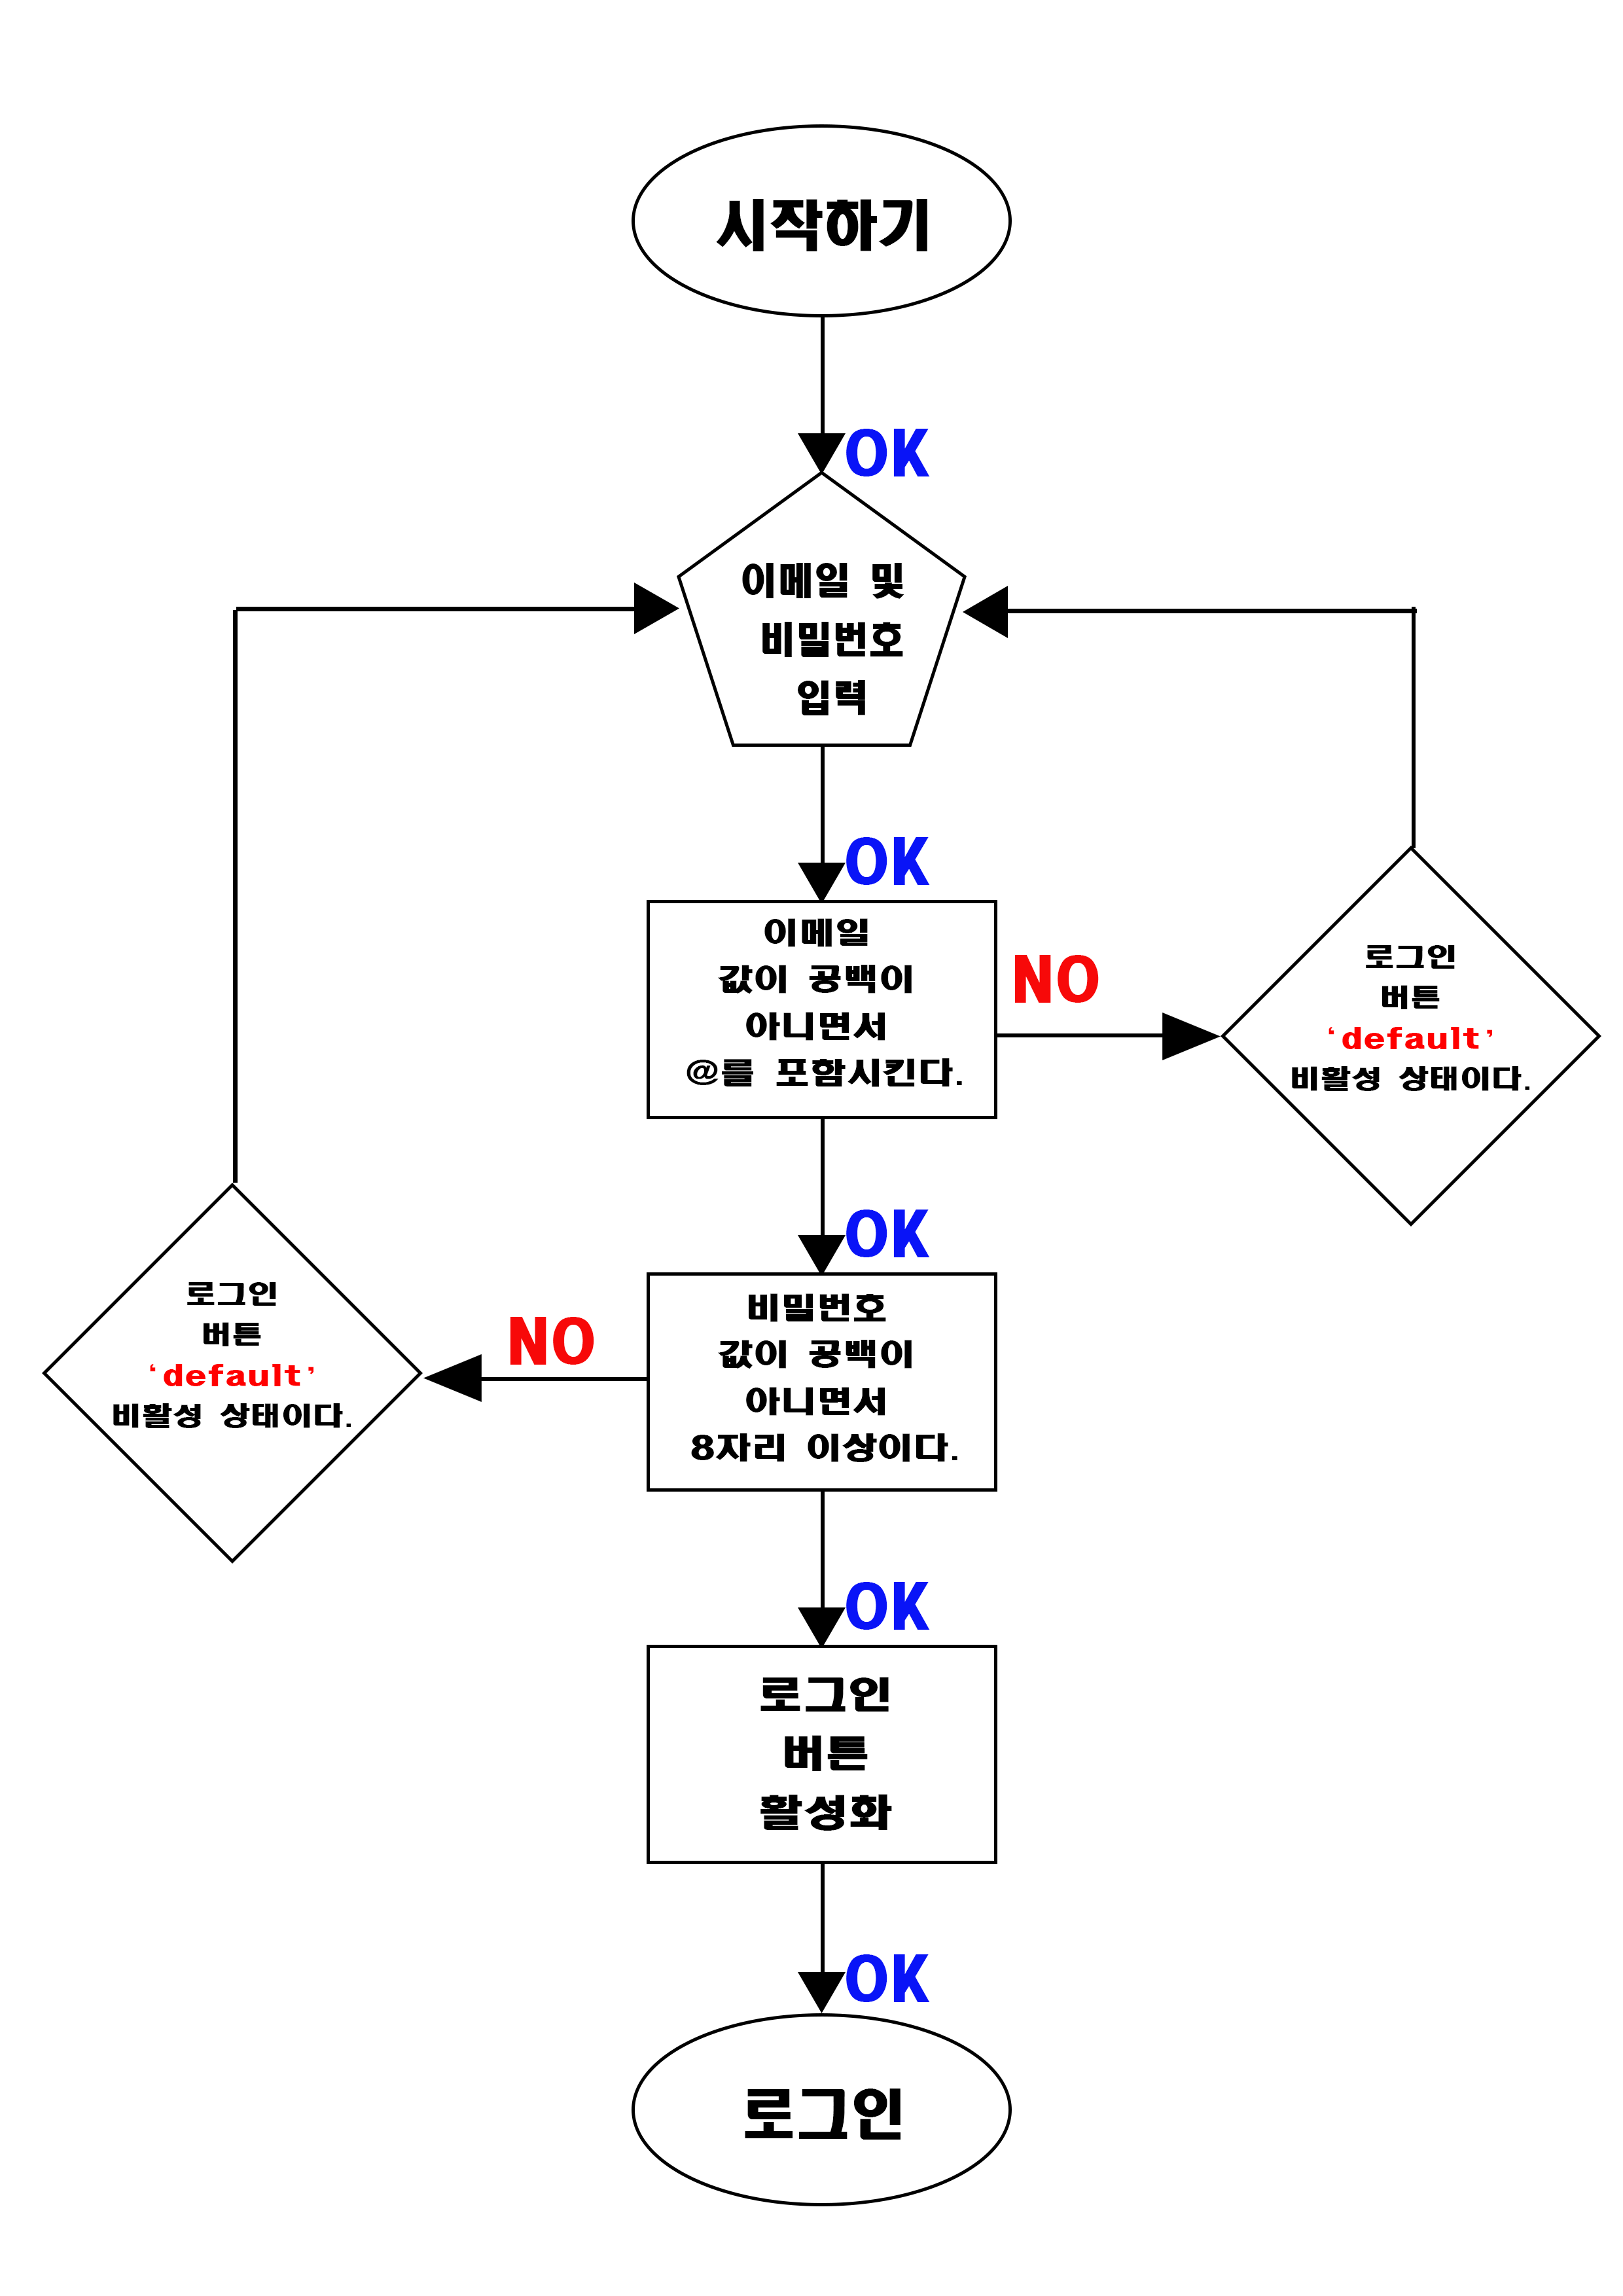 시작하기
OK
이메일 및
비밀번호
입력
OK
이메일
값이 공백이
아니면서
@를 포함시킨다.
NO
로그인
버튼
‘default’
비활성 상태이다.
OK
로그인
버튼
‘default’
비활성 상태이다.
NO
비밀번호
값이 공백이
아니면서
8자리 이상이다.
OK
로그인
버튼
활성화
OK
로그인